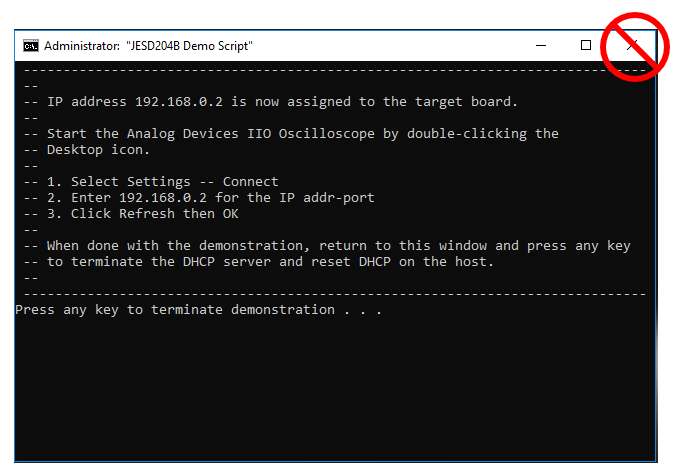 Administrator: "JESD204B Demo Script"
------------------------------------------------------------------------------
--
-- IP address 192.168.0.2 is now assigned to the target board.
--
-- Start the Analog Devices IIO Oscilloscope by double-clicking the
-- Desktop icon.
--
-- 1. Select Settings -- Connect
-- 2. Enter 192.168.0.2 for the IP addr-port
-- 3. Click Refresh then OK
--
-- When done with the demonstration, return to this window and press any key
-- to terminate the DHCP server and reset DHCP on the host.
--
------------------------------------------------------------------------------
Press any key to terminate demonstration . . .